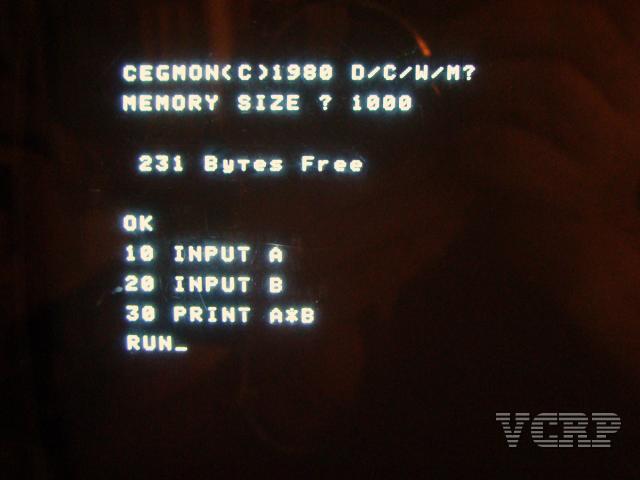 CEGMON(C)1980 D/C/W/M?
MEMORY SIZE ? 1000
231 Bytes Free
OK
10 INPUT A
20 INPUT B
30 PRINT A*B
RUN_
VCRP